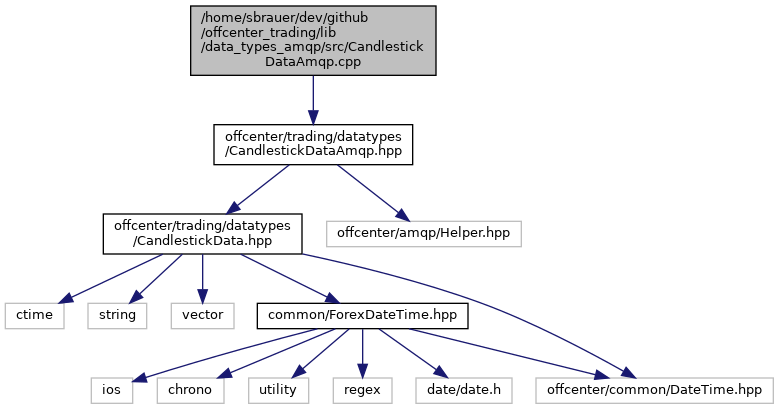 /home/sbrauer/dev/github
/offcenter_trading/lib
/data_types_amqp/src/Candlestick
DataAmqp.cpp
offcenter/trading/datatypes
/CandlestickDataAmqp.hpp
offcenter/trading/datatypes
/CandlestickData.hpp
offcenter/amqp/Helper.hpp
ctime
string
vector
common/ForexDateTime.hpp
ios
chrono
utility
regex
date/date.h
offcenter/common/DateTime.hpp